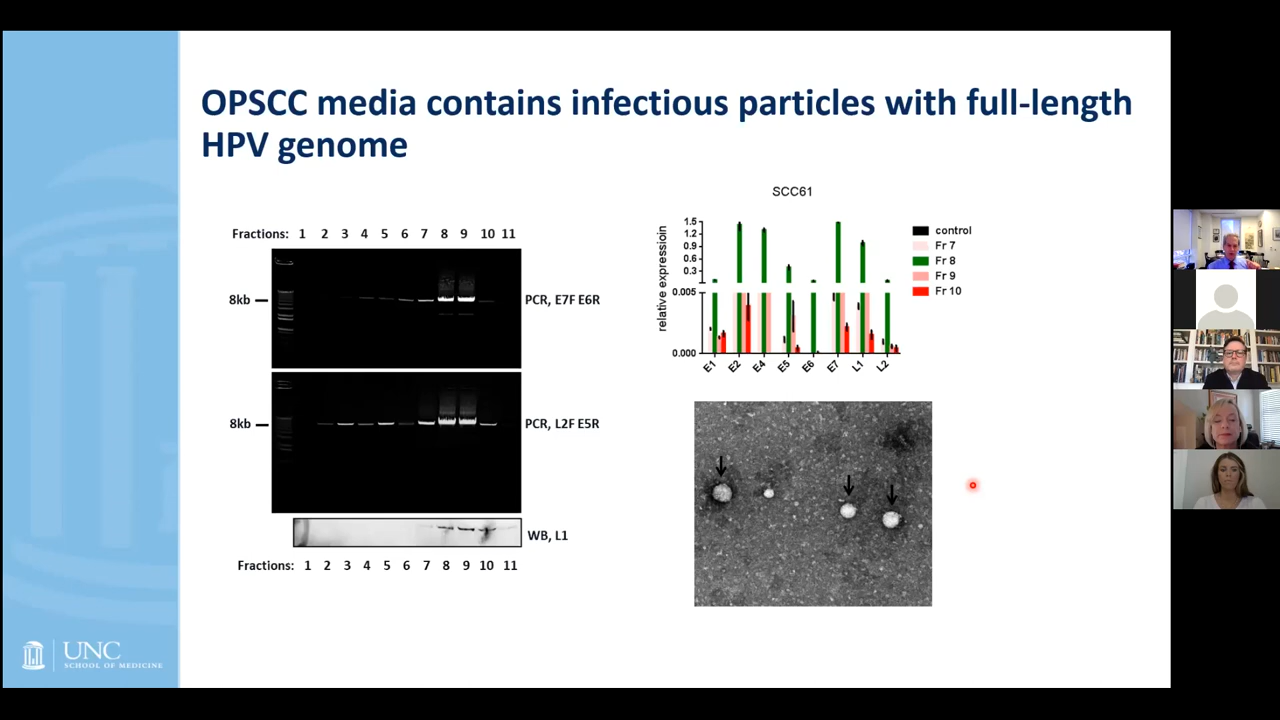 OPSCC media contains infectious particles with full-length
HPV genome
Fractions: 1 2 3 4 5 6 7 8 9 10 11
8kb
PCR, E7F E6R
8kb
PCR, L2F E5R
WB, L1
Fractions: 1 2 3 4 5 6 7 8 9 10 11
SCC61
relative expressioin
1.5
1.2
0.9
0.6
0.3
0.005
0.000
E1 E2 E4 E5 E6 E7 L1 L2
control
Fr 7
Fr 8
Fr 9
Fr 10
UNC
SCHOOL OF MEDICINE